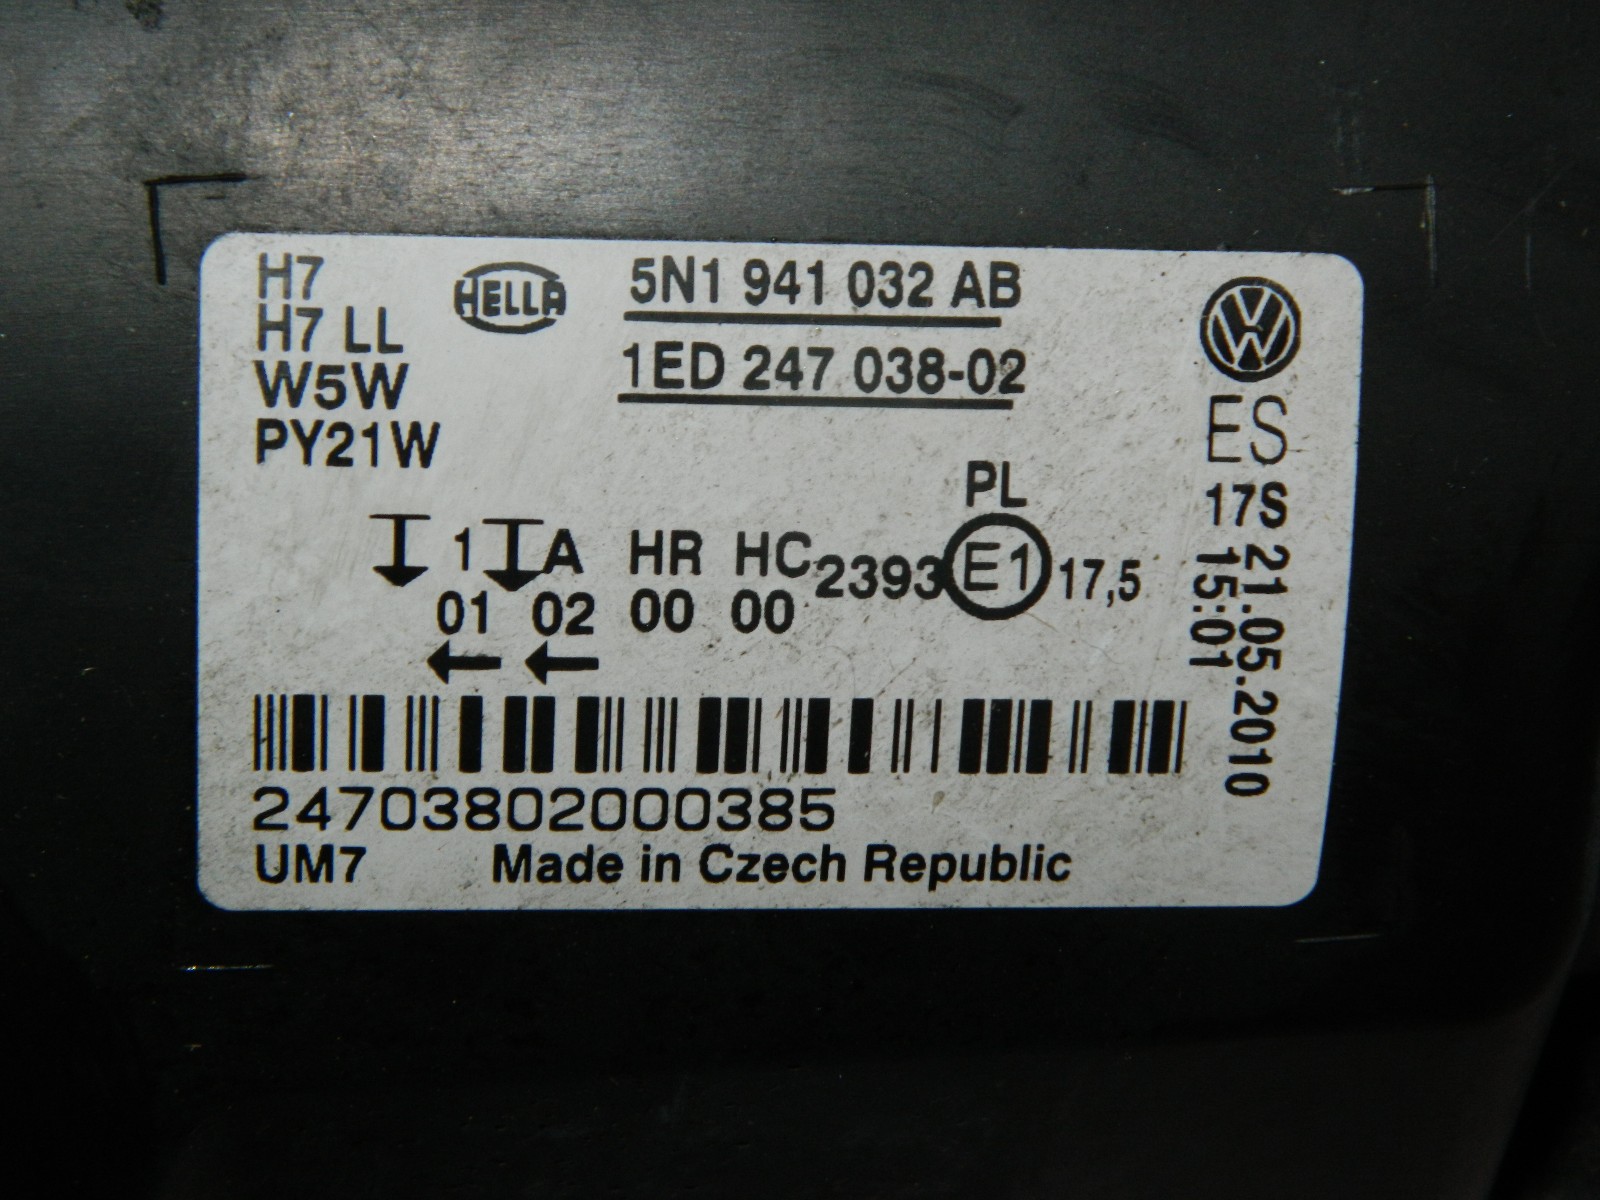 H7
H7 LL
W5W
PY21W
HELLA
5N1 941 032 AB
1ED 247 038-02
ES
17S 21.05.2010
15:01
PL
1 A HR HC 2393 E1 17,5
01 02 00 00
24703802000385
UM7 Made in Czech Republic